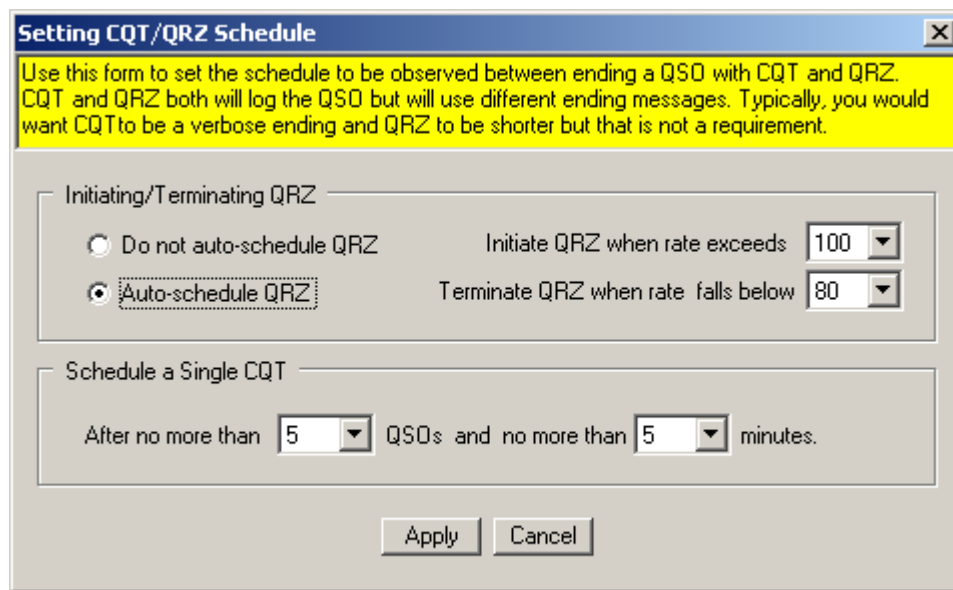 Setting CQT/QRZ Schedule
Use this form to set the schedule to be observed between ending a QSO with CQT and QRZ.
CQT and QRZ both will log the QSO but will use different ending messages. Typically, you would
want CQTto be a verbose ending and QRZ to be shorter but that is not a requirement.
Initiating/Terminating QRZ
Do not auto-schedule QRZ Initiate QRZ when rate exceeds 100
Auto-schedule QRZ Terminate QRZ when rate falls below 80
Schedule a Single CQT
After no more than 5 QSOs and no more than 5 minutes.
Apply Cancel